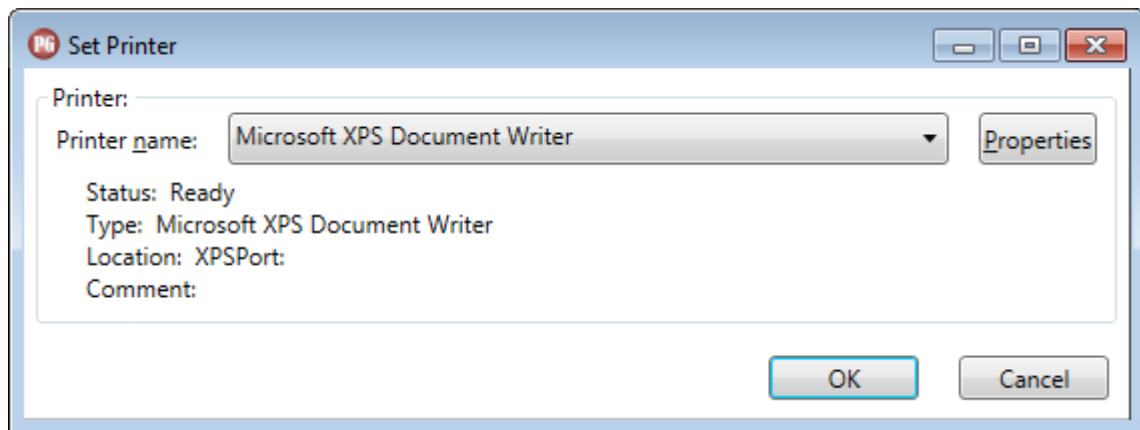 PG Set Printer
Printer:
Printer name: Microsoft XPS Document Writer Properties
Status: Ready
Type: Microsoft XPS Document Writer
Location: XPSPort:
Comment:
OK Cancel